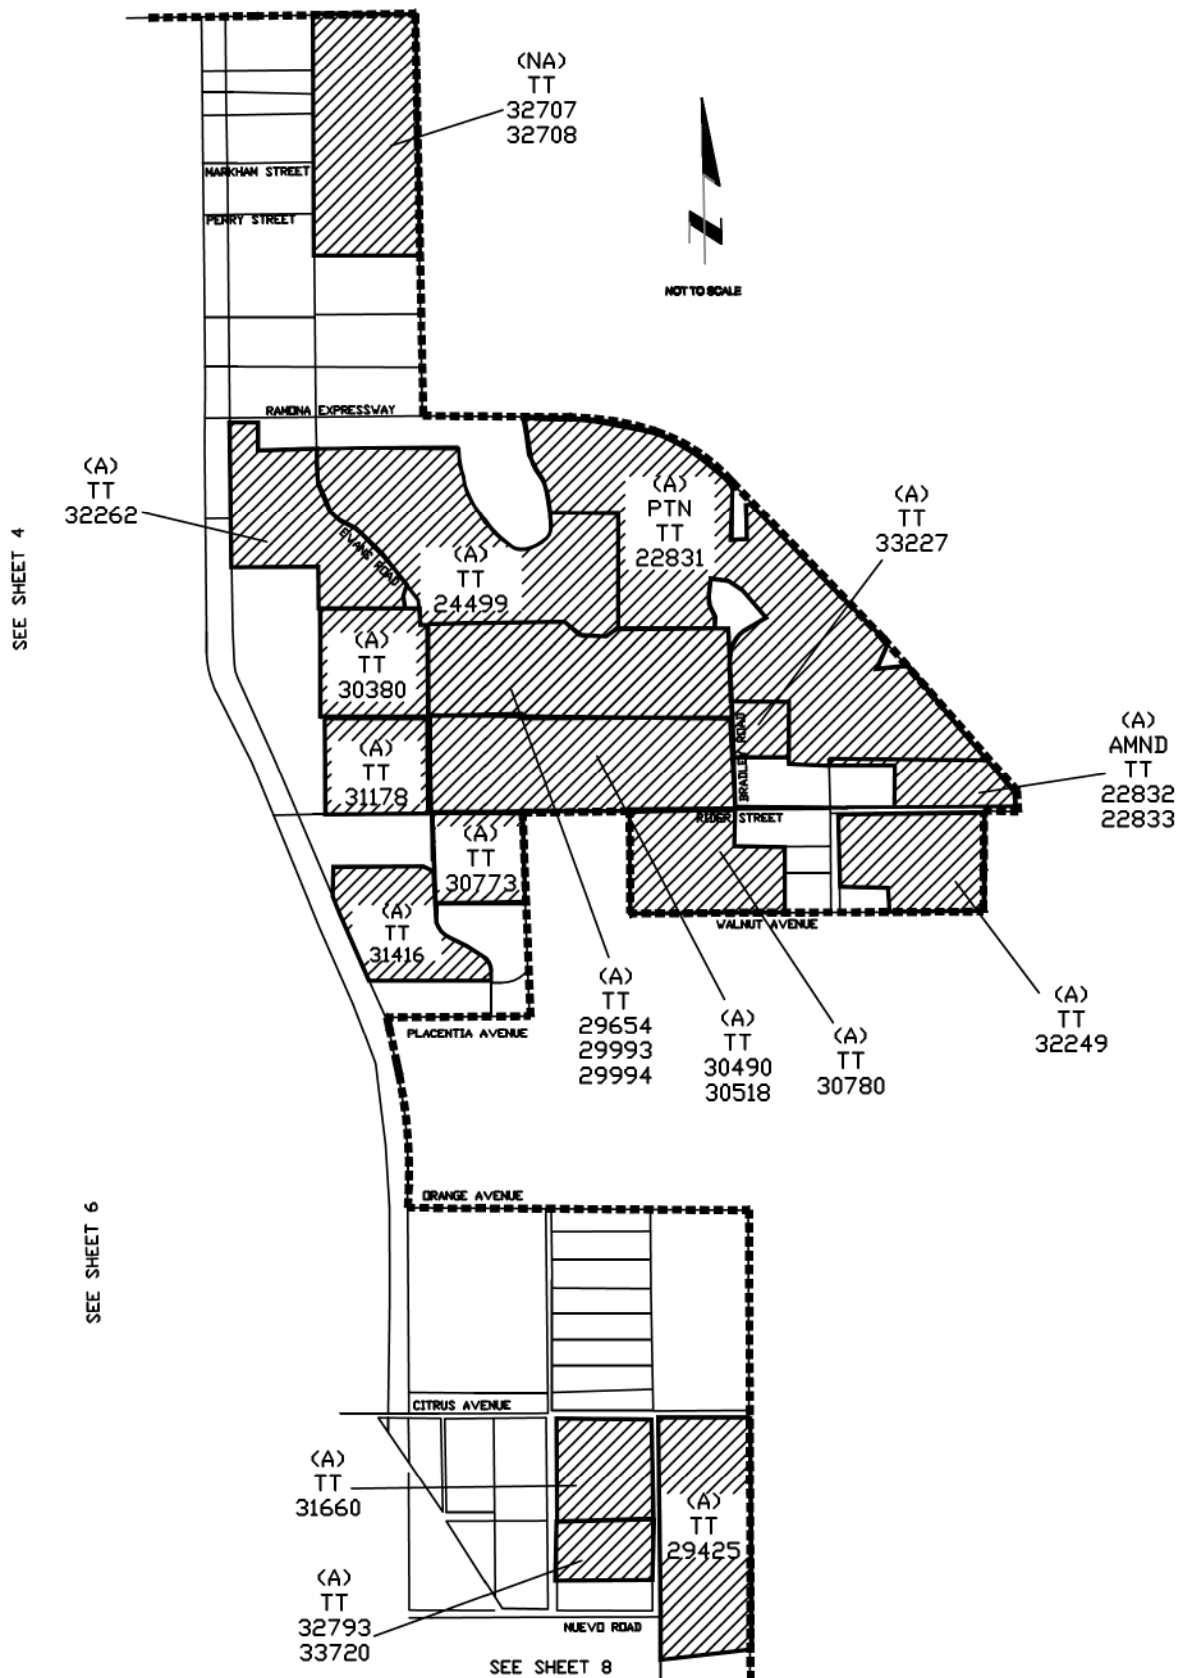 (NA)
TT
32707
32708
MARKHAM STREET
PERRY STREET
NOT TO SCALE
RAMONA EXPRESSWAY
(A)
TT
32262
SEE SHEET 4
EVANS ROAD
(A)
TT
24499
(A)
PTN
TT
22831
(A)
TT
33227
(A)
TT
30380
(A)
TT
31178
BRADLEY ROAD
(A)
AMND
TT
22832
22833
RIDER STREET
(A)
TT
30773
(A)
TT
31416
WALNUT AVENUE
PLACENTIA AVENUE
(A)
TT
29654
29993
29994
(A)
TT
30490
30518
(A)
TT
30780
(A)
TT
32249
ORANGE AVENUE
SEE SHEET 6
CITRUS AVENUE
(A)
TT
31660
(A)
TT
29425
(A)
TT
32793
33720
NUEVO ROAD
SEE SHEET 8